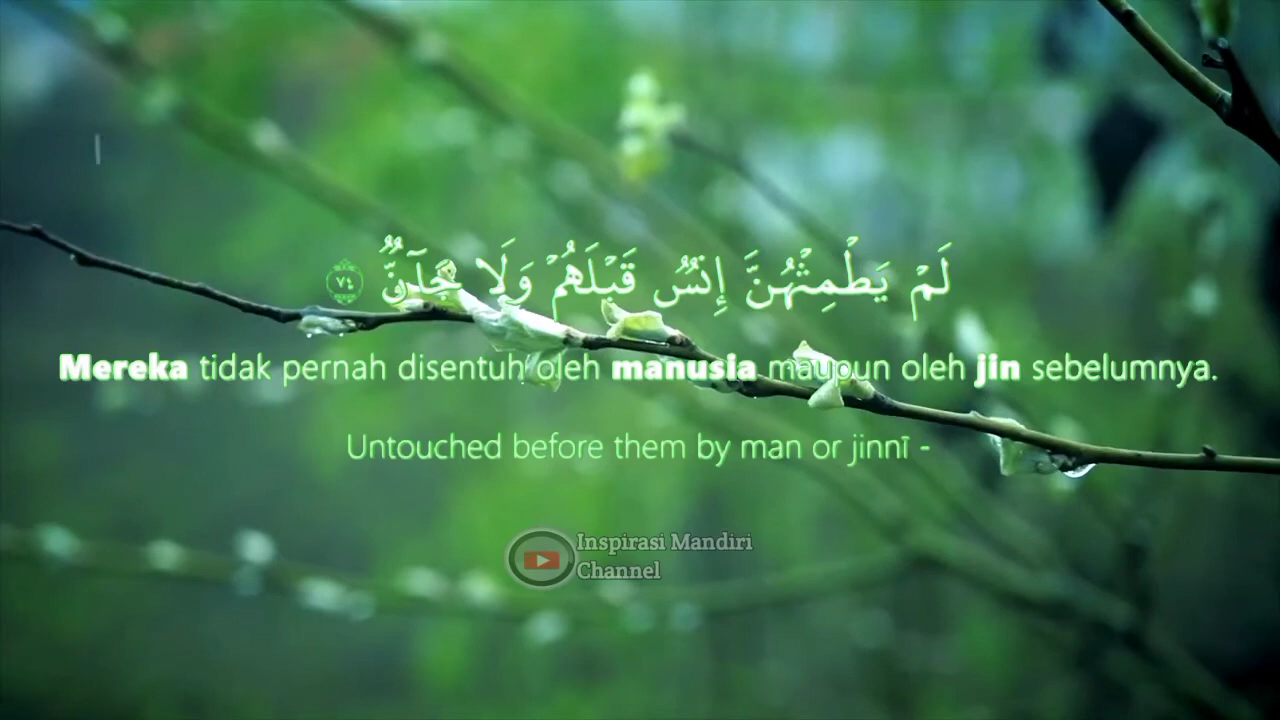 لَمْ يَطْمِثْهُنَّ إِنسٌ قَبْلَهُمْ وَلَا جَآنٌّ ٧٤
Mereka tidak pernah disentuh oleh manusia maupun oleh jin sebelumnya.
Untouched before them by man or jinnī -
Inspirasi Mandiri
Channel